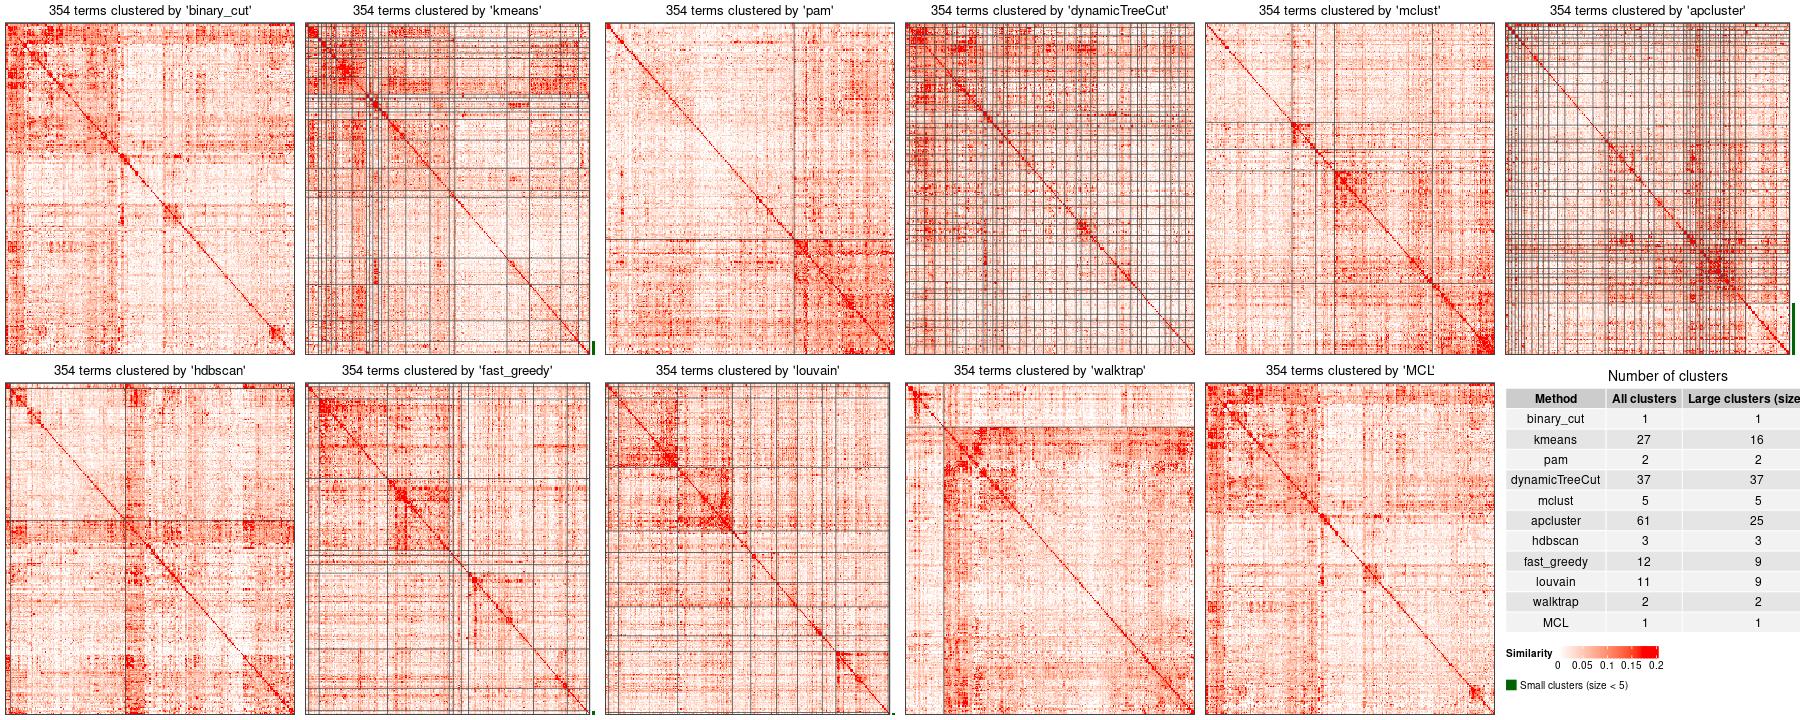 354 terms clustered by 'binary_cut'
354 terms clustered by 'kmeans'
354 terms clustered by 'pam'
354 terms clustered by 'dynamicTreeCut'
354 terms clustered by 'mclust'
354 terms clustered by 'apcluster'
354 terms clustered by 'hdbscan'
354 terms clustered by 'fast_greedy'
354 terms clustered by 'louvain'
354 terms clustered by 'walktrap'
354 terms clustered by 'MCL'
Number of clusters
Method All clusters Large clusters (size
binary_cut 1 1
kmeans 27 16
pam 2 2
dynamicTreeCut 37 37
mclust 5 5
apcluster 61 25
hdbscan 3 3
fast_greedy 12 9
louvain 11 9
walktrap 2 2
MCL 1 1
Similarity
0 0.05 0.1 0.15 0.2
Small clusters (size < 5)